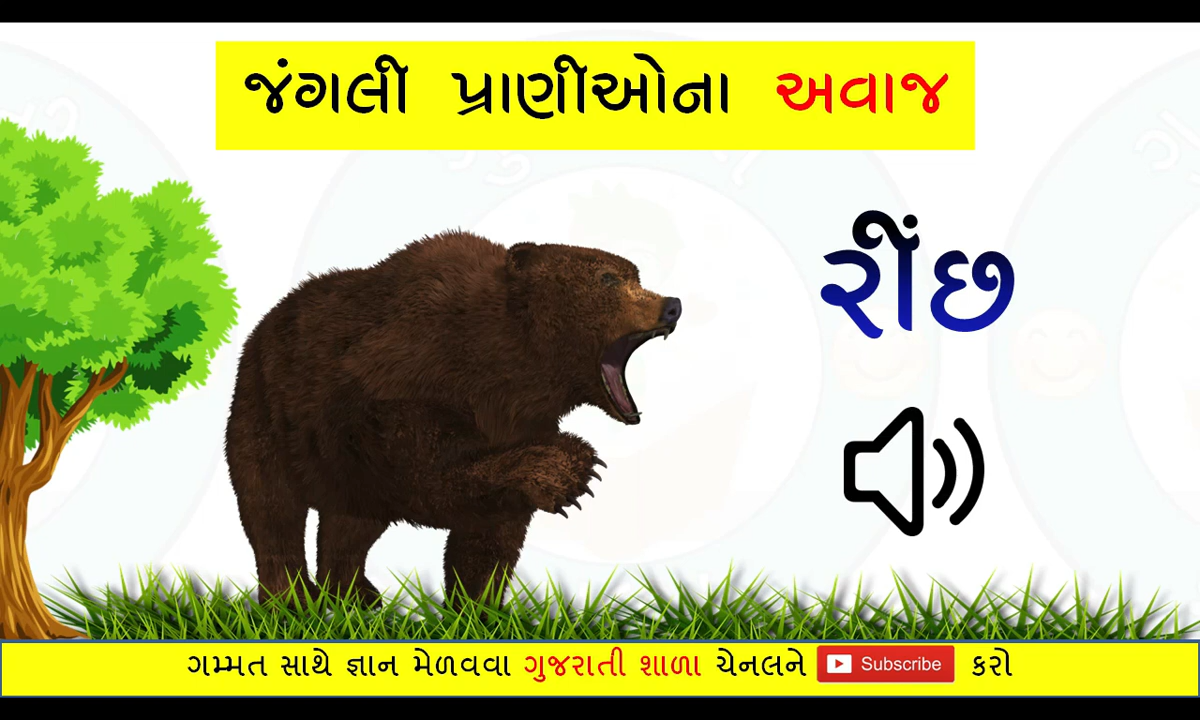 જંગલી પ્રાણીઓના અવાજ
રીંછ
ગમ્મત સાથે જ્ઞાન મેળવવા ગુજરાતી શાળા ચેનલને Subscribe કરો